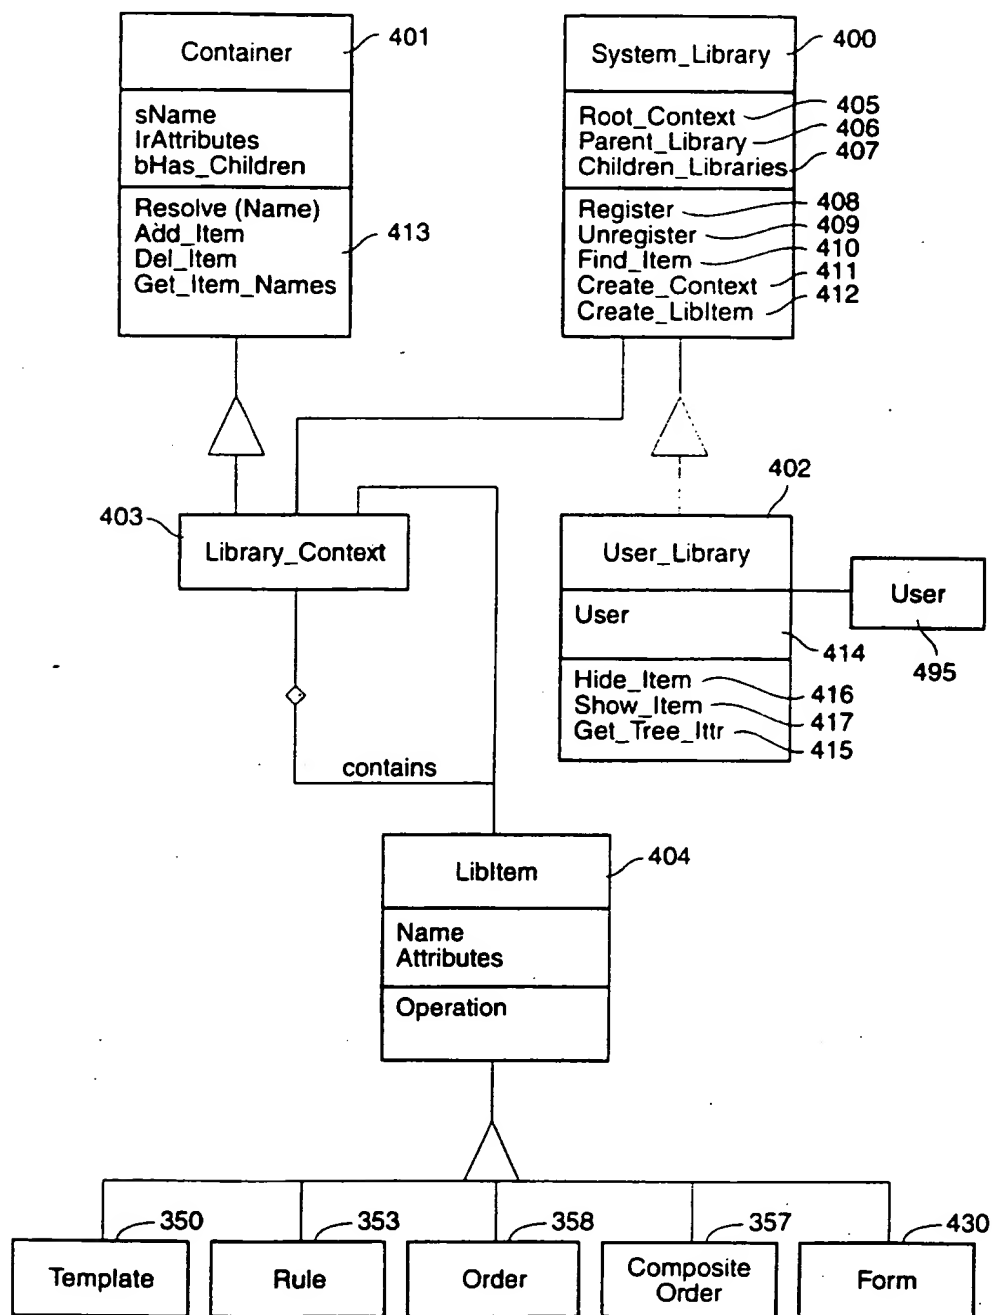 Container
401
sName
IrAttributes
bHas_Children
Resolve (Name)
Add_Item
Del_Item
Get_Item_Names
413
System_Library
400
Root_Context
405
Parent_Library
406
Children_Libraries
407
Register
408
Unregister
409
Find_Item
410
Create_Context
411
Create_LibItem
412
403
Library_Context
402
User_Library
User
414
Hide_Item
416
Show_Item
417
Get_Tree_Ittr
415
User
495
contains
LibItem
404
Name
Attributes
Operation
350
Template
353
Rule
358
Order
357
Composite
Order
430
Form